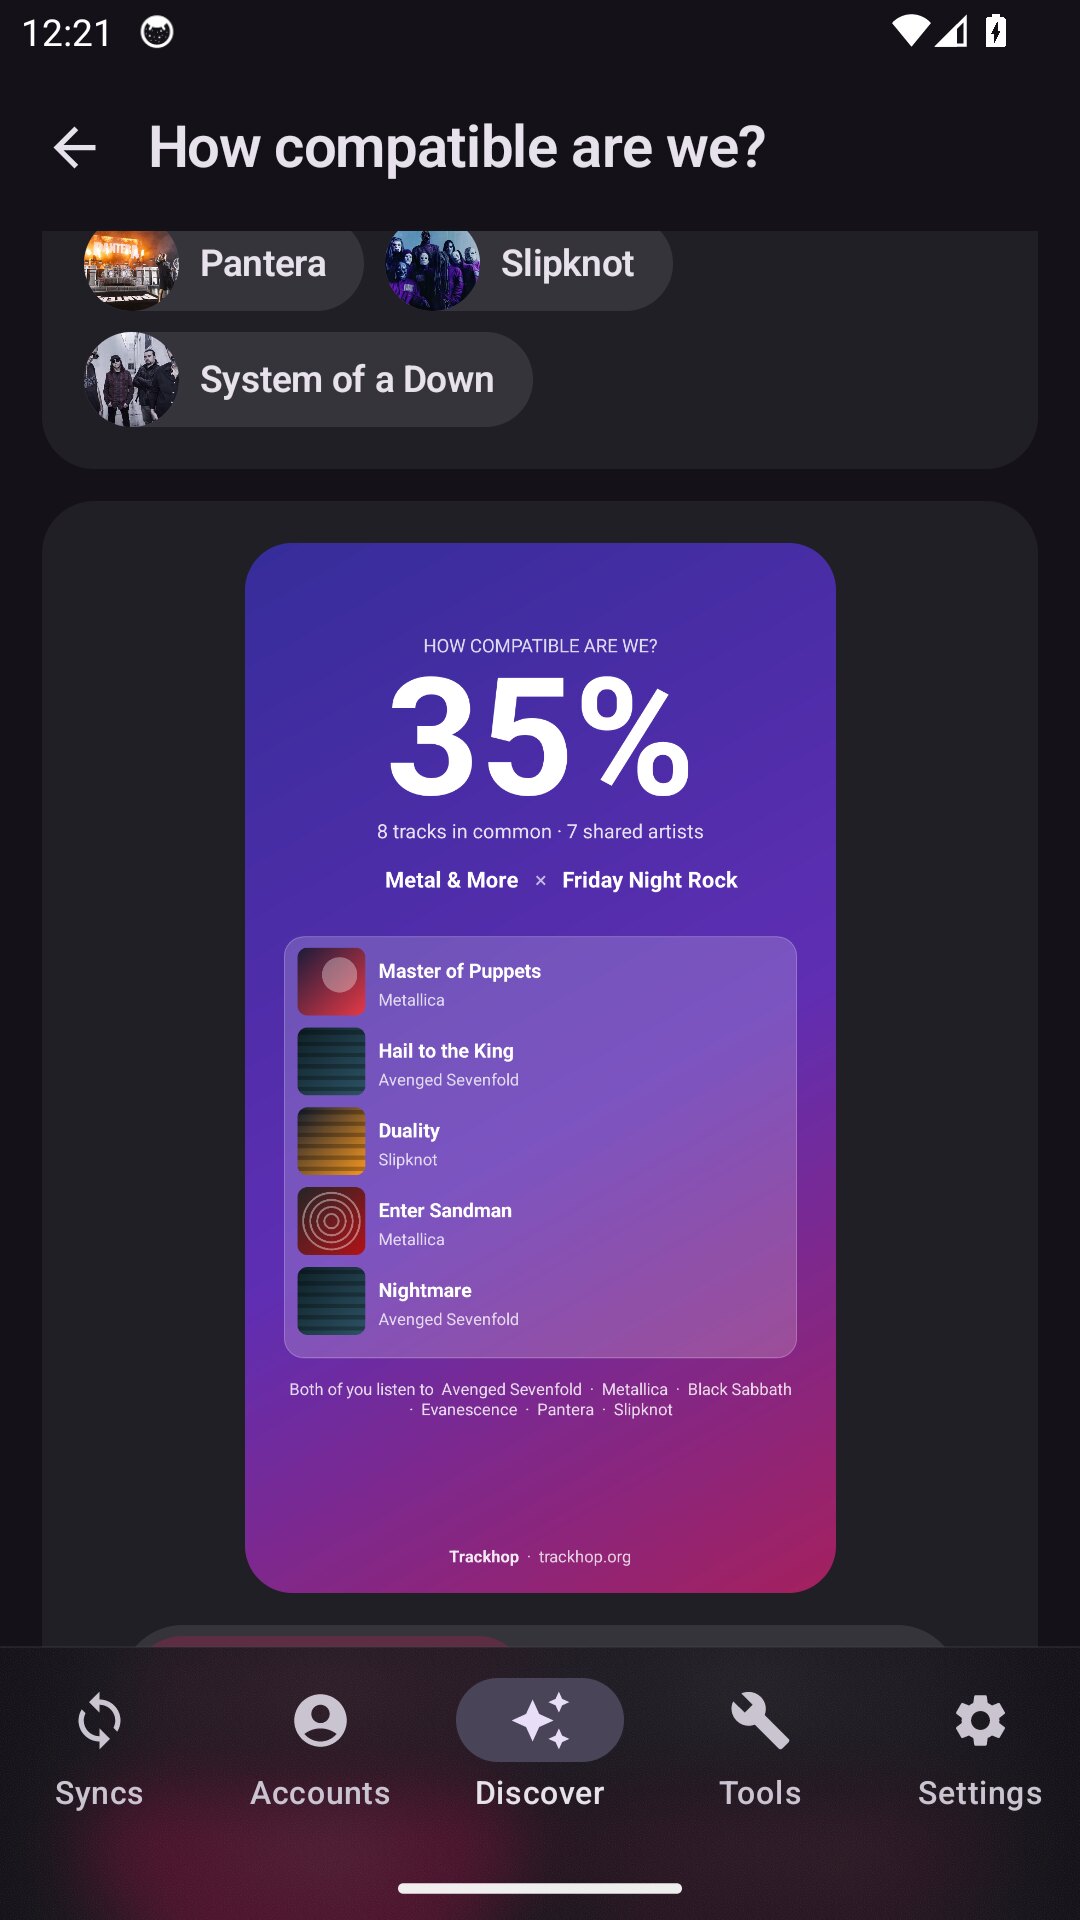 12:21
How compatible are we?
Pantera
Slipknot
System of a Down
HOW COMPATIBLE ARE WE?
35%
8 tracks in common · 7 shared artists
Metal & More × Friday Night Rock
Master of Puppets
Metallica
Hail to the King
Avenged Sevenfold
Duality
Slipknot
Enter Sandman
Metallica
Nightmare
Avenged Sevenfold
Both of you listen to Avenged Sevenfold · Metallica · Black Sabbath
· Evanescence · Pantera · Slipknot
Trackhop · trackhop.org
Syncs
Accounts
Discover
Tools
Settings